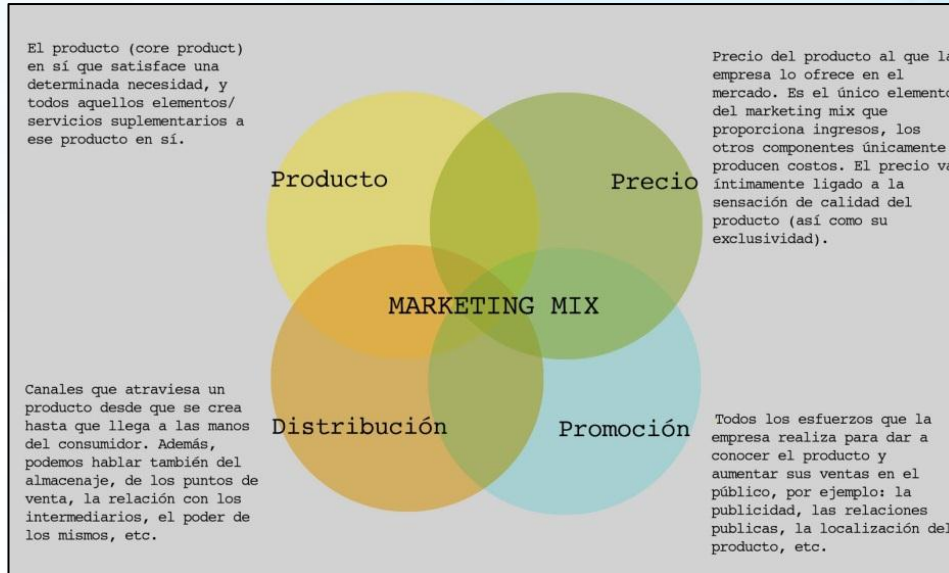 El producto (core product)
en sí que satisface una
determinada necesidad, y
todos aquellos elementos/
servicios suplementarios a
ese producto en sí.
Precio del producto al que la
empresa lo ofrece en el
mercado. Es el único elemento
del marketing mix que
proporciona ingresos, los
otros componentes únicamente
producen costos. El precio va
íntimamente ligado a la
sensación de calidad del
producto (así como su
exclusividad).
Producto
Precio
MARKETING MIX
Distribución
Promoción
Canales que atraviesa un
producto desde que se crea
hasta que llega a las manos
del consumidor. Además,
podemos hablar también del
almacenaje, de los puntos de
venta, la relación con los
intermediarios, el poder de
los mismos, etc.
Todos los esfuerzos que la
empresa realiza para dar a
conocer el producto y
aumentar sus ventas en el
público, por ejemplo: la
publicidad, las relaciones
publicas, la localización del
producto, etc.